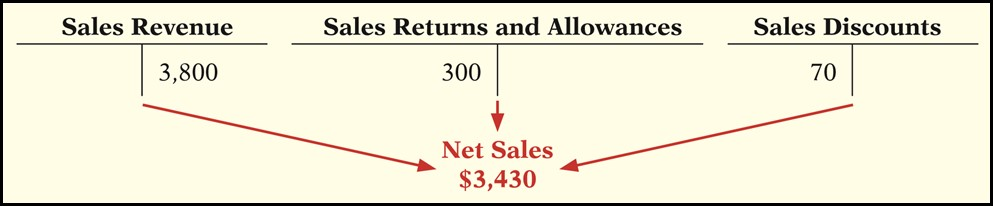 Sales Revenue Sales Returns and Allowances Sales Discounts
3,800 300 70
Net Sales
$3,430